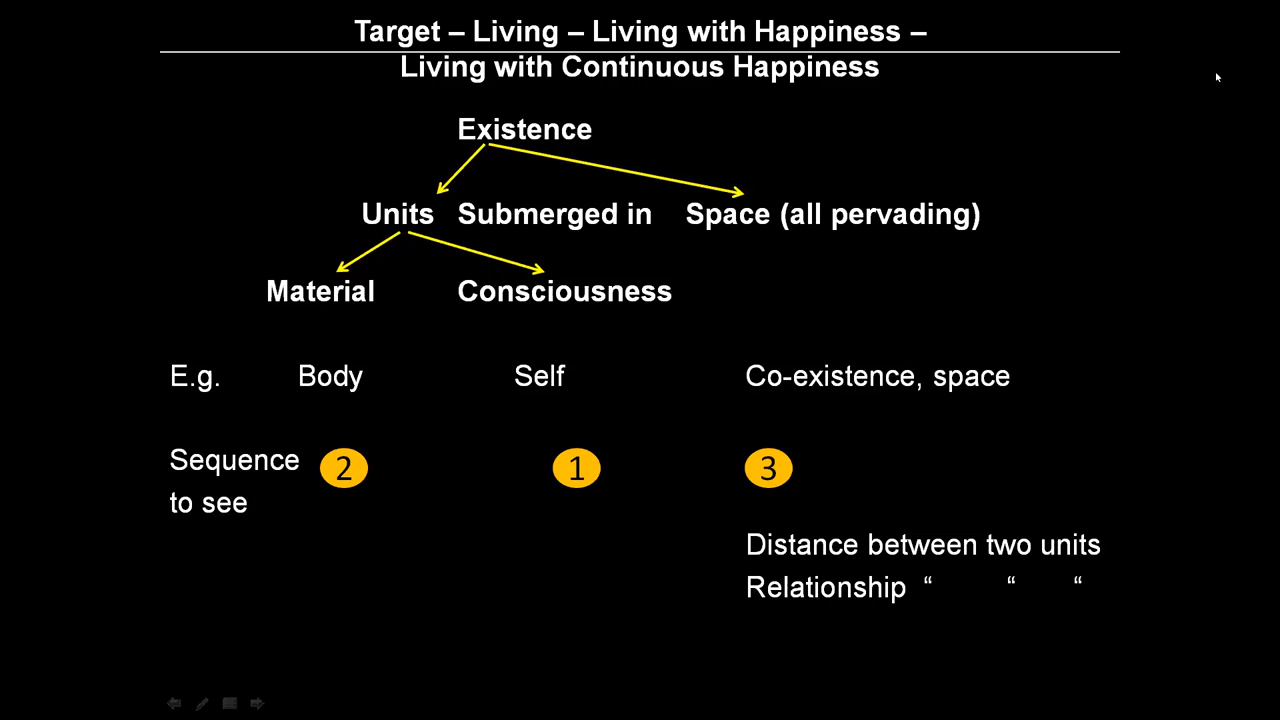 Target – Living – Living with Happiness –
Living with Continuous Happiness
Existence
Units Submerged in Space (all pervading)
Material Consciousness
E.g. Body Self Co-existence, space
Sequence 2 1 3
to see
Distance between two units
Relationship “ “ “